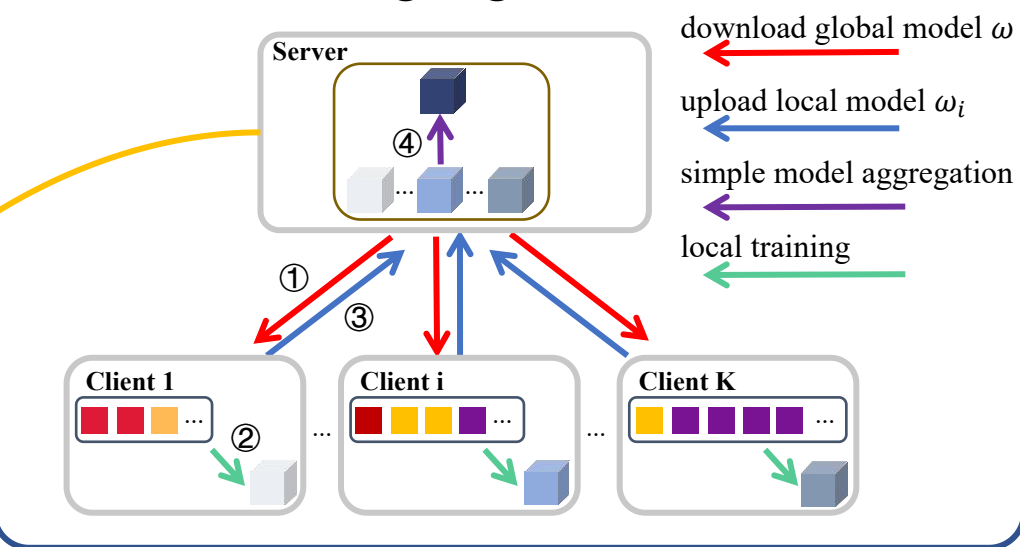 Server
④
...
...
download global model ω
upload local model ωᵢ
simple model aggregation
local training
①
③
Client 1
...
②
...
Client i
...
...
Client K
...